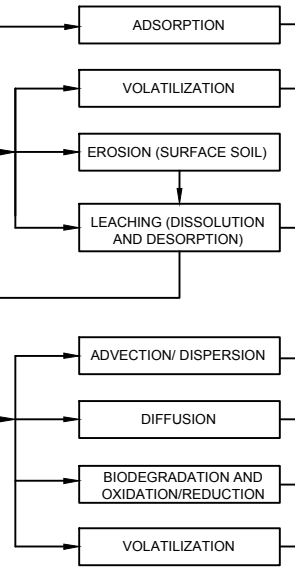 ADSORPTION
VOLATILIZATION
EROSION (SURFACE SOIL)
LEACHING (DISSOLUTION
AND DESORPTION)
ADVECTION/ DISPERSION
DIFFUSION
BIODEGRADATION AND
OXIDATION/REDUCTION
VOLATILIZATION